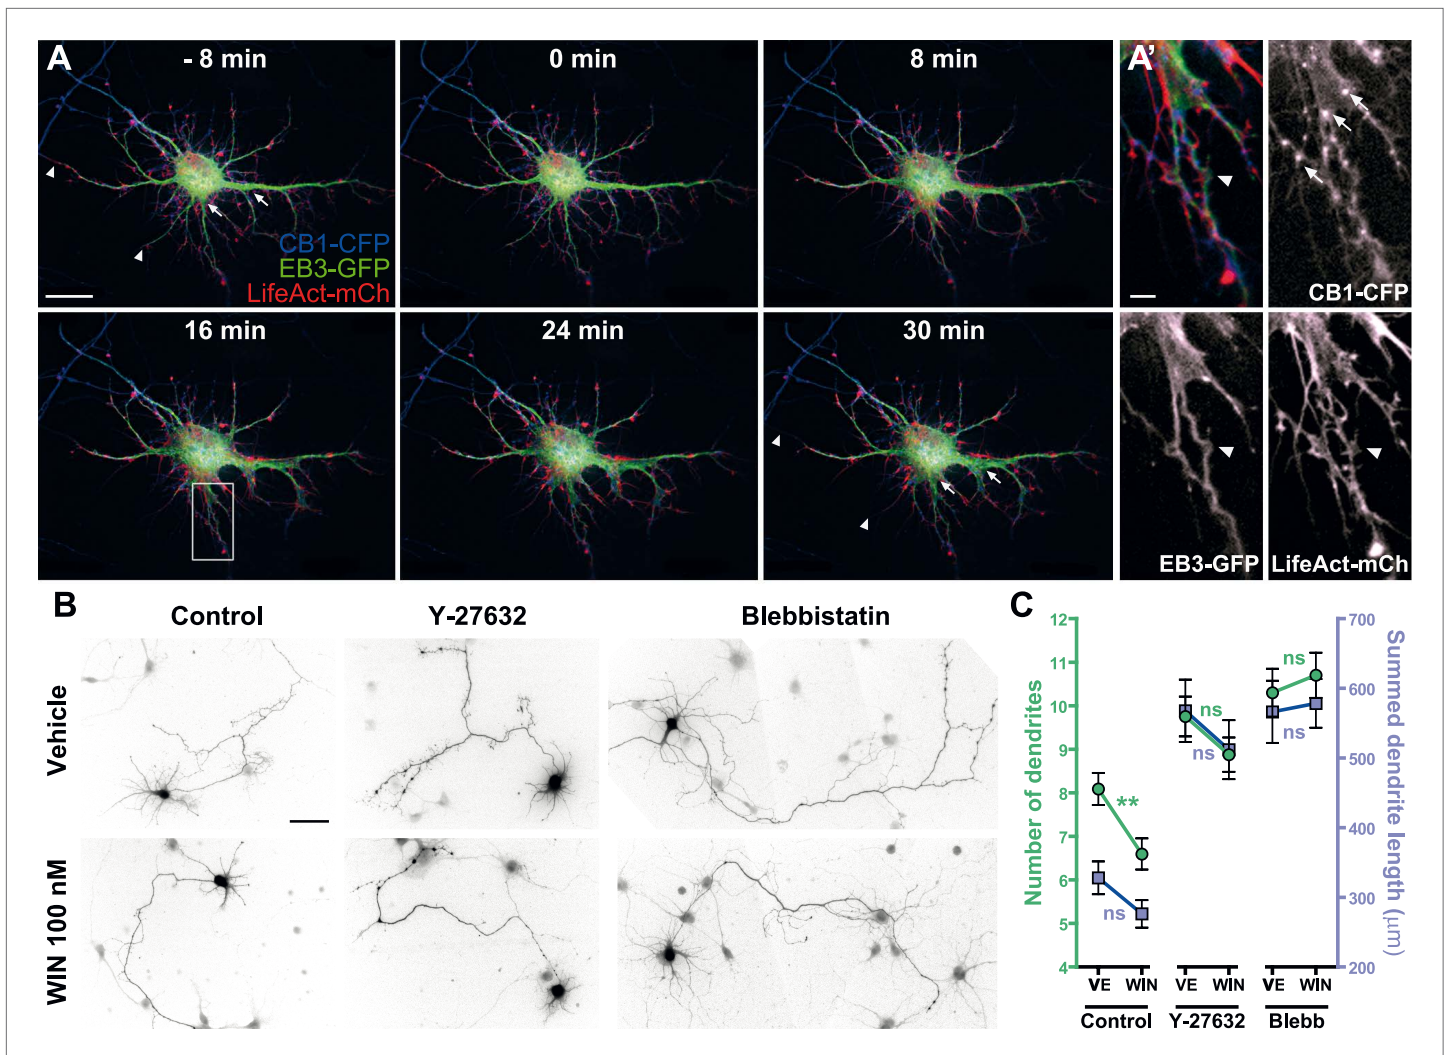 A
- 8 min
0 min
8 min
CB1-CFP
EB3-GFP
LifeAct-mCh
16 min
24 min
30 min
A'
CB1-CFP
EB3-GFP
LifeAct-mCh
B
Control
Y-27632
Blebbistatin
Vehicle
WIN 100 nM
C
Number of dendrites
12
11
10
9
8
7
6
5
4
**
ns
ns
ns
ns
ns
700
600
500
400
300
200
Summed dendrite length (μm)
VE WIN VE WIN VE WIN
Control Y-27632 Blebb